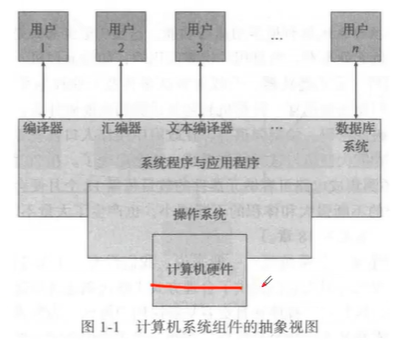 用户 用户 用户 ... 用户
1 2 3 n
编译器 汇编器 文本编译器 ... 数据库
系统
系统程序与应用程序
操作系统
计算机硬件
图 1-1 计算机系统组件的抽象视图